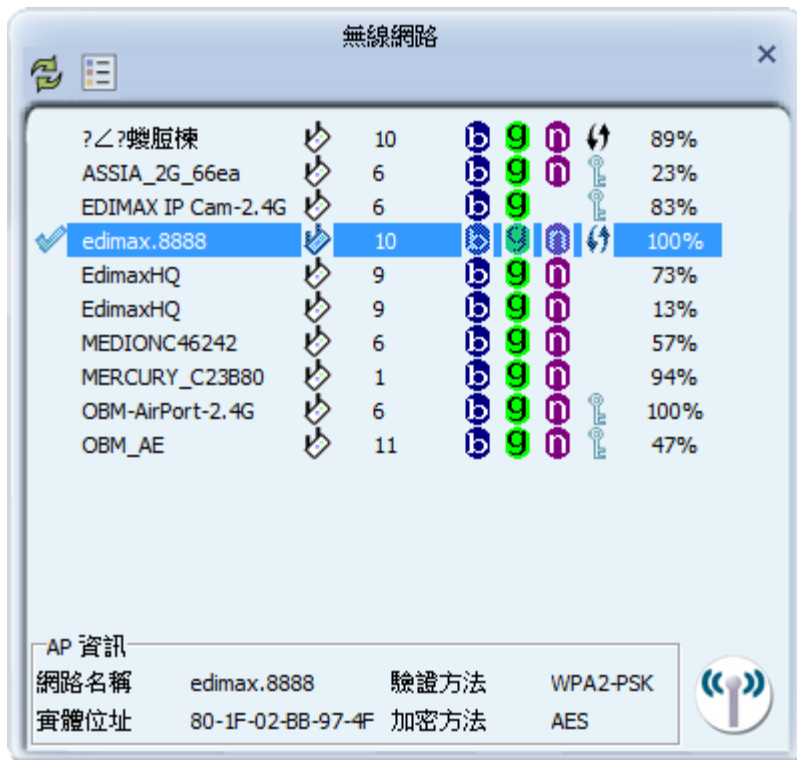 無線網路
?∠?蠳脰楝 10 b g n 89%
ASSIA_2G_66ea 6 b g n 23%
EDIMAX IP Cam-2.4G 6 b g 83%
edimax.8888 10 b g n 100%
EdimaxHQ 9 b g n 73%
EdimaxHQ 9 b g n 13%
MEDIONC46242 6 b g n 57%
MERCURY_C23B80 1 b g n 94%
OBM-AirPort-2.4G 6 b g n 100%
OBM_AE 11 b g n 47%
AP 資訊
網路名稱 edimax.8888 驗證方法 WPA2-PSK
實體位址 80-1F-02-BB-97-4F 加密方法 AES